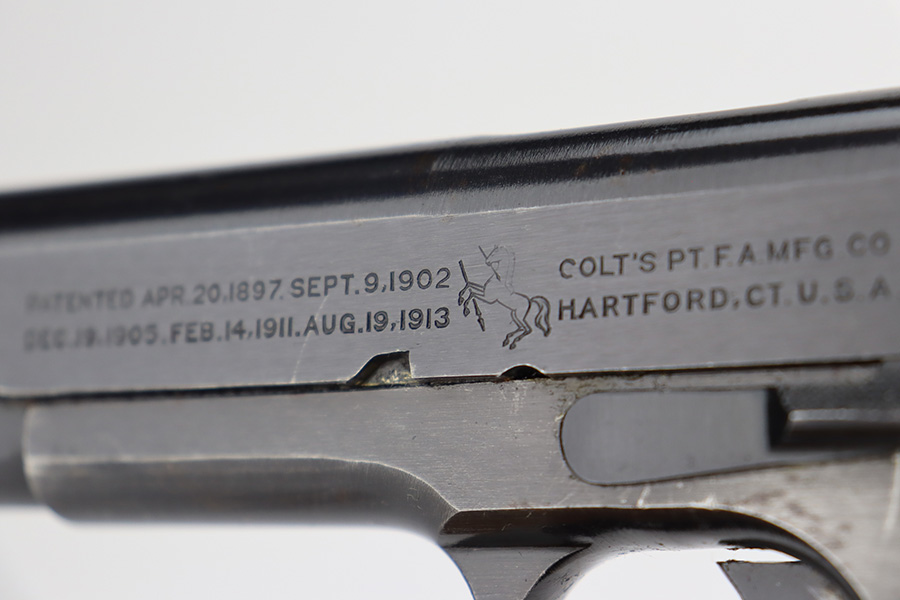 PATENTED APR.20.1897. SEPT.9,1902
DEC.19.1905.FEB.14,1911.AUG.19,1913
COLT'S PT.F.A MFG CO
HARTFORD,CT.U.S.A